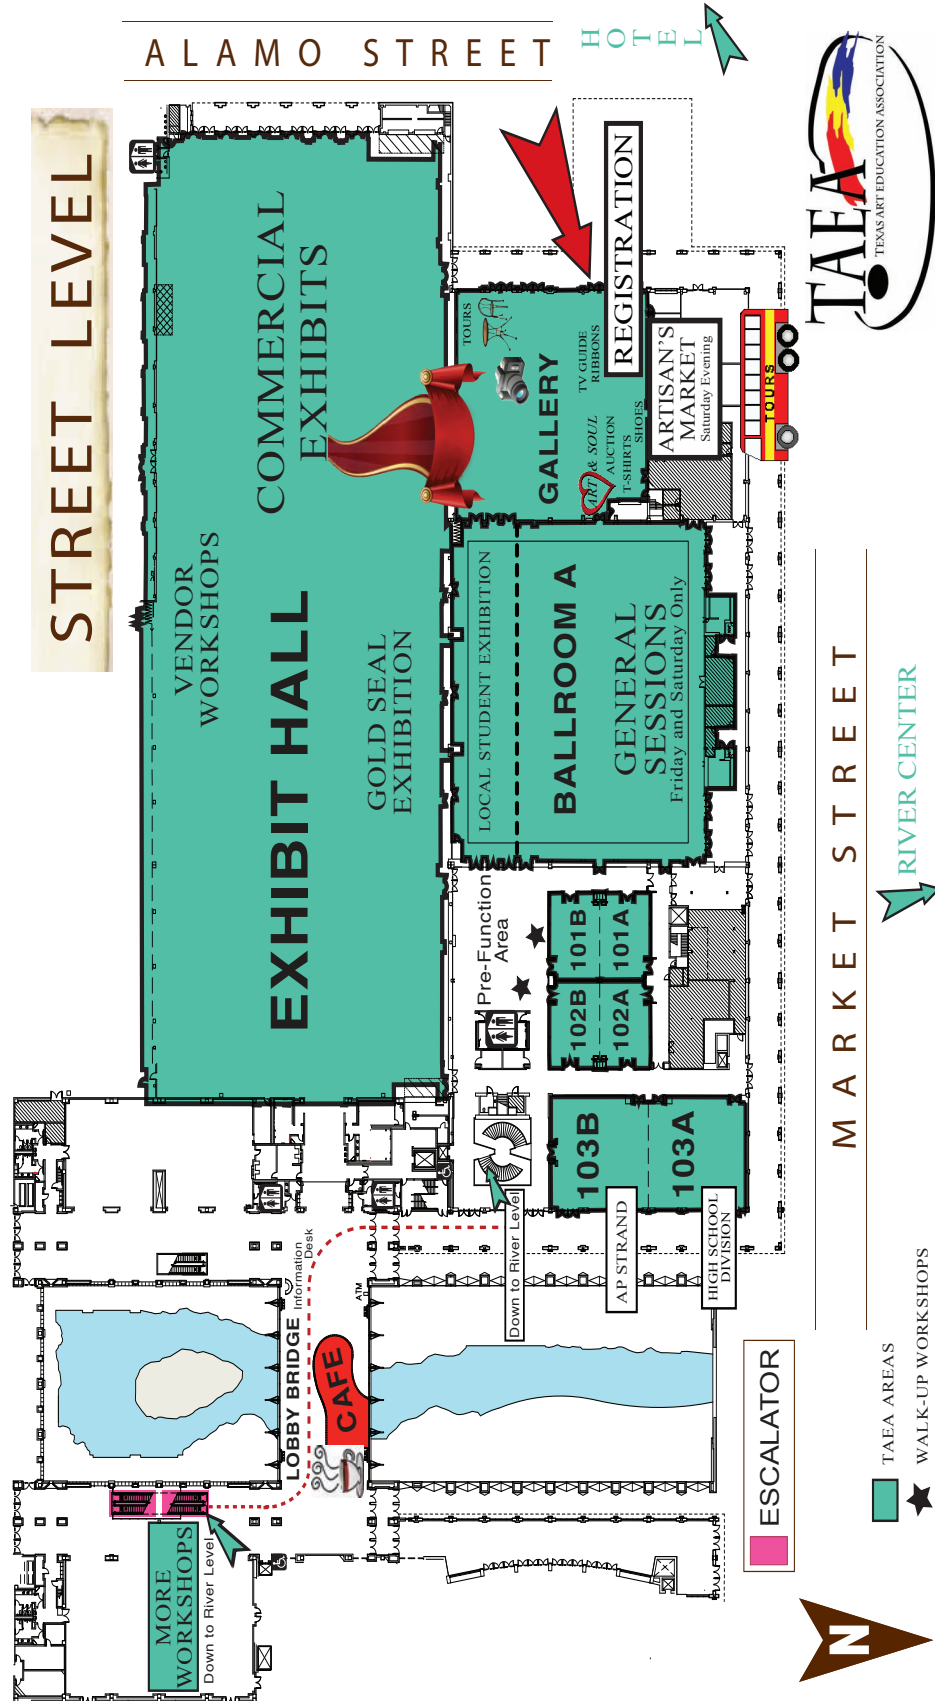 STREET LEVEL
ALAMO STREET
HOTEL
COMMERCIAL
EXHIBITS
VENDOR
WORKSHOPS
EXHIBIT HALL
GOLD SEAL
EXHIBITION
REGISTRATION
TOURS
GALLERY
TV GUIDE
RIBBONS
ART & SOUL
AUCTION
T-SHIRTS
SHOES
ARTISAN'S
MARKET
Saturday Evening
TOURS
TAEA
TEXAS ART EDUCATION ASSOCIATION
LOCAL STUDENT EXHIBITION
BALLROOM A
GENERAL
SESSIONS
Friday and Saturday Only
Pre-Function
Area
101B
101A
102B
102A
103B
103A
AP STRAND
HIGH SCHOOL
DIVISION
Down to River Level
MARKET STREET
RIVER CENTER
Information
Desk
ATM
LOBBY BRIDGE
CAFE
MORE
WORKSHOPS
Down to River Level
ESCALATOR
TAEA AREAS
WALK-UP WORKSHOPS
N